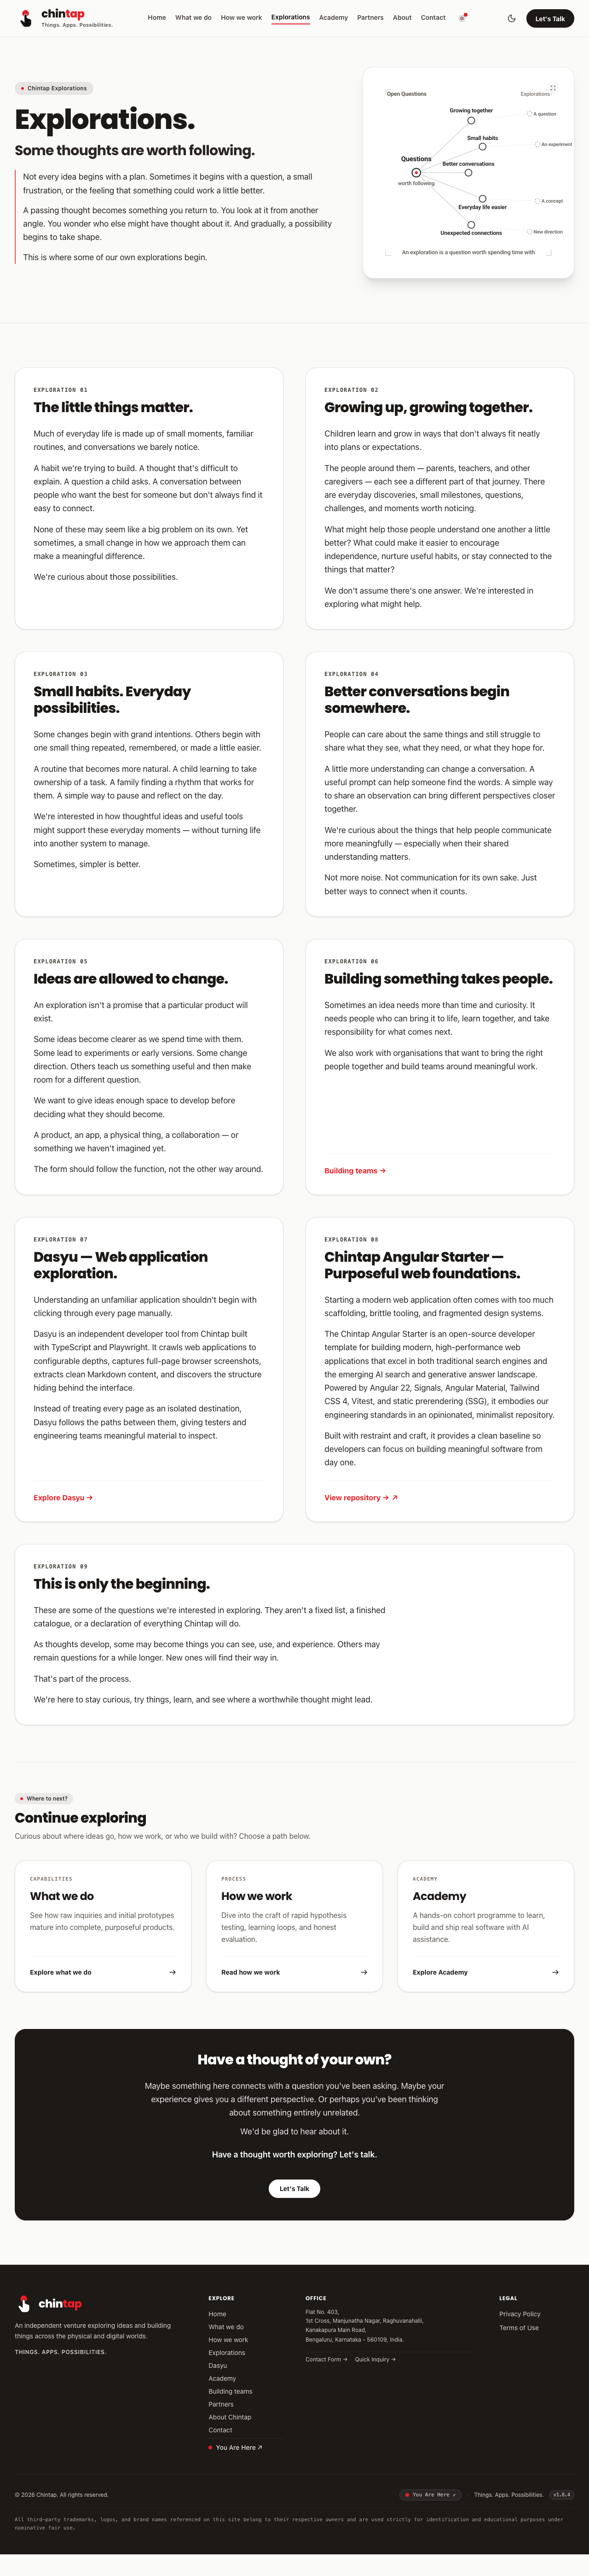 chintap
Things. Apps. Possibilities.
Home
What we do
How we work
Explorations
Academy
Partners
About
Contact
Let's Talk
Chintap Explorations
Explorations.
Some thoughts are worth following.
Not every idea begins with a plan. Sometimes it begins with a question, a small
frustration, or the feeling that something could work a little better.
A passing thought becomes something you return to. You look at it from another
angle. You wonder who else might have thought about it. And gradually, a possibility
begins to take shape.
This is where some of our own explorations begin.
Open Questions
Explorations
Growing together
A question
Small habits
An experiment
Questions
Better conversations
worth following
A concept
Everyday life easier
Unexpected connections
New direction
An exploration is a question worth spending time with
EXPLORATION 01
The little things matter.
Much of everyday life is made up of small moments, familiar
routines, and conversations we barely notice.
A habit we're trying to build. A thought that's difficult to
explain. A question a child asks. A conversation between
people who want the best for someone but don't always find it
easy to connect.
None of these may seem like a big problem on its own. Yet
sometimes, a small change in how we approach them can
make a meaningful difference.
We're curious about those possibilities.
EXPLORATION 02
Growing up, growing together.
Children learn and grow in ways that don't always fit neatly
into plans or expectations.
The people around them — parents, teachers, and other
caregivers — each see a different part of that journey. There
are everyday discoveries, small milestones, questions,
challenges, and moments worth noticing.
What might help those people understand one another a little
better? What could make it easier to encourage
independence, nurture useful habits, or stay connected to the
things that matter?
We don't assume there's one answer. We're interested in
exploring what might help.
EXPLORATION 03
Small habits. Everyday
possibilities.
Some changes begin with grand intentions. Others begin with
one small thing repeated, remembered, or made a little easier.
A routine that becomes more natural. A child learning to take
ownership of a task. A family finding a rhythm that works for
them. A simple way to pause and reflect on the day.
We're interested in how thoughtful ideas and useful tools
might support these everyday moments — without turning life
into another system to manage.
Sometimes, simpler is better.
EXPLORATION 04
Better conversations begin
somewhere.
People can care about the same things and still struggle to
share what they see, what they need, or what they hope for.
A little more understanding can change a conversation. A
useful prompt can help someone find the words. A simple way
to share an observation can bring different perspectives closer
together.
We're curious about the things that help people communicate
more meaningfully — especially when their shared
understanding matters.
Not more noise. Not communication for its own sake. Just
better ways to connect when it counts.
EXPLORATION 05
Ideas are allowed to change.
An exploration isn't a promise that a particular product will
exist.
Some ideas become clearer as we spend time with them.
Some lead to experiments or early versions. Some change
direction. Others teach us something useful and then make
room for a different question.
We want to give ideas enough space to develop before
deciding what they should become.
A product, an app, a physical thing, a collaboration — or
something we haven't imagined yet.
The form should follow the function, not the other way around.
EXPLORATION 06
Building something takes people.
Sometimes an idea needs more than time and curiosity. It
needs people who can bring it to life, learn together, and take
responsibility for what comes next.
We also work with organisations that want to bring the right
people together and build teams around meaningful work.
Building teams →
EXPLORATION 07
Dasyu — Web application
exploration.
Understanding an unfamiliar application shouldn't begin with
clicking through every page manually.
Dasyu is an independent developer tool from Chintap built
with TypeScript and Playwright. It crawls web applications to
configurable depths, captures full-page browser screenshots,
extracts clean Markdown content, and discovers the structure
hiding behind the interface.
Instead of treating every page as an isolated destination,
Dasyu follows the paths between them, giving testers and
engineering teams meaningful material to inspect.
Explore Dasyu →
EXPLORATION 08
Chintap Angular Starter —
Purposeful web foundations.
Starting a modern web application often comes with too much
scaffolding, brittle tooling, and fragmented design systems.
The Chintap Angular Starter is an open-source developer
template for building modern, high-performance web
applications that excel in both traditional search engines and
the emerging AI search and generative answer landscape.
Powered by Angular 22, Signals, Angular Material, Tailwind
CSS 4, Vitest, and static prerendering (SSG), it embodies our
engineering standards in an opinionated, minimalist repository.
Built with restraint and craft, it provides a clean baseline so
developers can focus on building meaningful software from
day one.
View repository → ↗
EXPLORATION 09
This is only the beginning.
These are some of the questions we're interested in exploring. They aren't a fixed list, a finished
catalogue, or a declaration of everything Chintap will do.
As thoughts develop, some may become things you can see, use, and experience. Others may
remain questions for a while longer. New ones will find their way in.
That's part of the process.
We're here to stay curious, try things, learn, and see where a worthwhile thought might lead.
Where to next?
Continue exploring
Curious about where ideas go, how we work, or who we build with? Choose a path below.
CAPABILITIES
What we do
See how raw inquiries and initial prototypes
mature into complete, purposeful products.
Explore what we do →
PROCESS
How we work
Dive into the craft of rapid hypothesis
testing, learning loops, and honest
evaluation.
Read how we work →
ACADEMY
Academy
A hands-on cohort programme to learn,
build and ship real software with AI
assistance.
Explore Academy →
Have a thought of your own?
Maybe something here connects with a question you've been asking. Maybe your
experience gives you a different perspective. Or perhaps you've been thinking
about something entirely unrelated.
We'd be glad to hear about it.
Have a thought worth exploring? Let's talk.
Let's Talk
chintap
An independent venture exploring ideas and building
things across the physical and digital worlds.
THINGS. APPS. POSSIBILITIES.
EXPLORE
Home
What we do
How we work
Explorations
Dasyu
Academy
Building teams
Partners
About Chintap
Contact
You Are Here ↗
OFFICE
Flat No. 403,
1st Cross, Manjunatha Nagar, Raghuvanahalli,
Kanakapura Main Road,
Bengaluru, Karnataka - 560109, India.
Contact Form → Quick Inquiry →
LEGAL
Privacy Policy
Terms of Use
© 2026 Chintap. All rights reserved.
You Are Here ↗
Things. Apps. Possibilities.
v1.8.4
All third-party trademarks, logos, and brand names referenced on this site belong to their respective owners and are used strictly for identification and educational purposes under
nominative fair use.